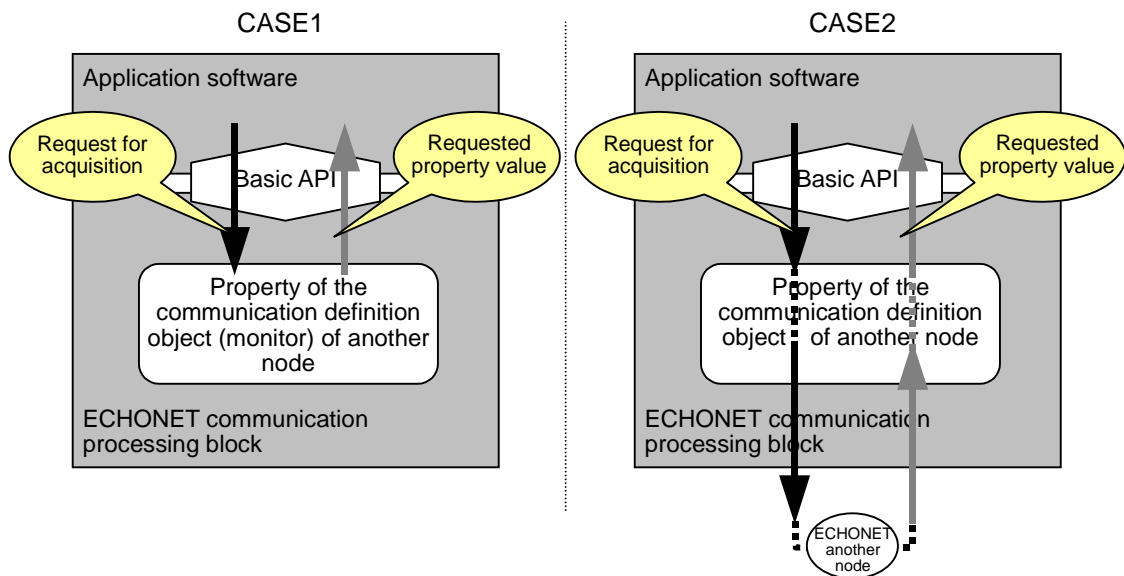 CASE1
Application software
Request for
acquisition
Requested
property value
Basic API
Property of the
communication definition
object (monitor) of another
node
ECHONET communication
processing block
CASE2
Application software
Request for
acquisition
Requested
property value
Basic API
Property of the
communication definition
object of another node
ECHONET communication
processing block
ECHONET
another
node